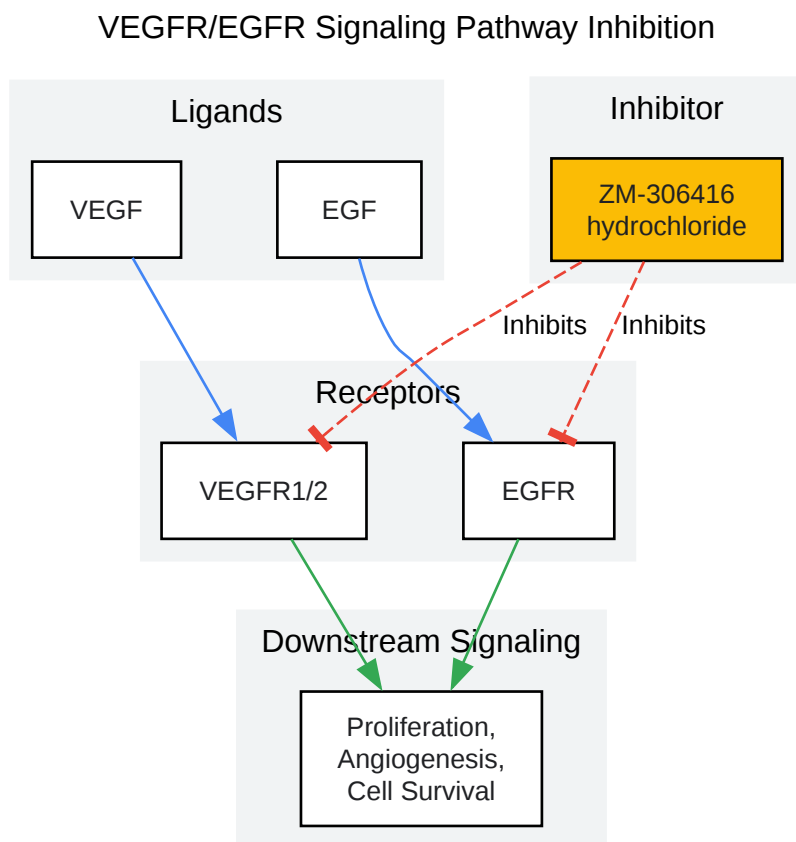 VEGFR/EGFR Signaling Pathway Inhibition
Ligands
Inhibitor
VEGF
EGF
ZM-306416
hydrochloride
Inhibits
Inhibits
Receptors
VEGFR1/2
EGFR
Downstream Signaling
Proliferation,
Angiogenesis,
Cell Survival